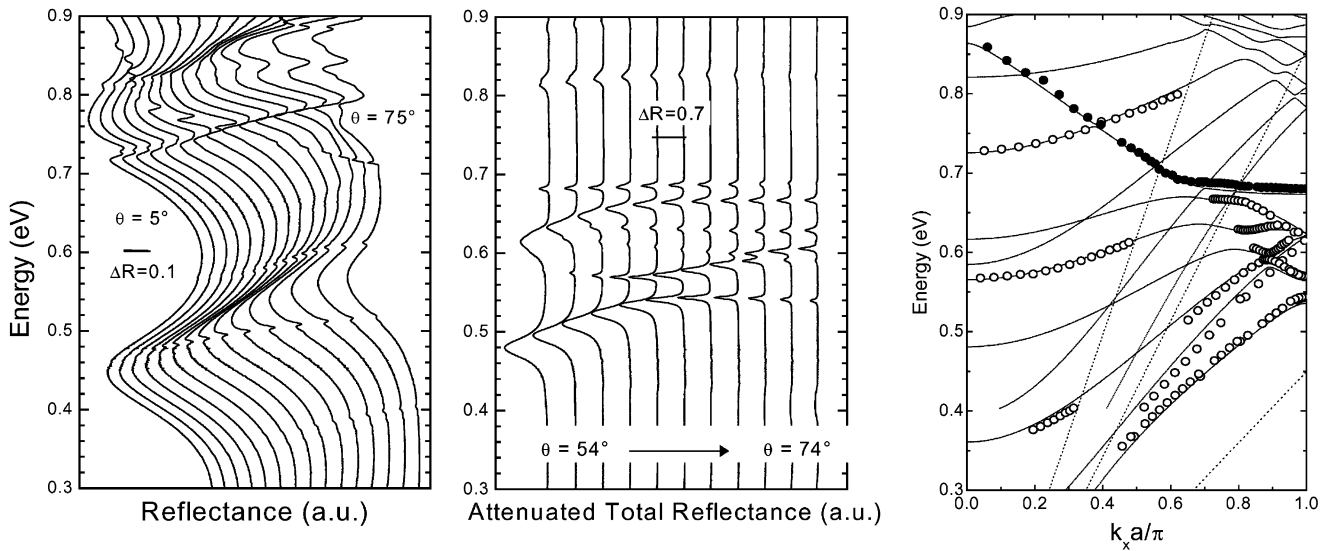 0.9
0.8
0.7
0.6
0.5
0.4
0.3
Energy (eV)
θ = 75°
θ = 5°
ΔR=0.1
Reflectance (a.u.)
0.9
0.8
0.7
0.6
0.5
0.4
0.3
ΔR=0.7
θ = 54°
θ = 74°
Attenuated Total Reflectance (a.u.)
0.9
0.8
0.7
0.6
0.5
0.4
0.3
Energy (eV)
0.0 0.2 0.4 0.6 0.8 1.0
kₓa/π